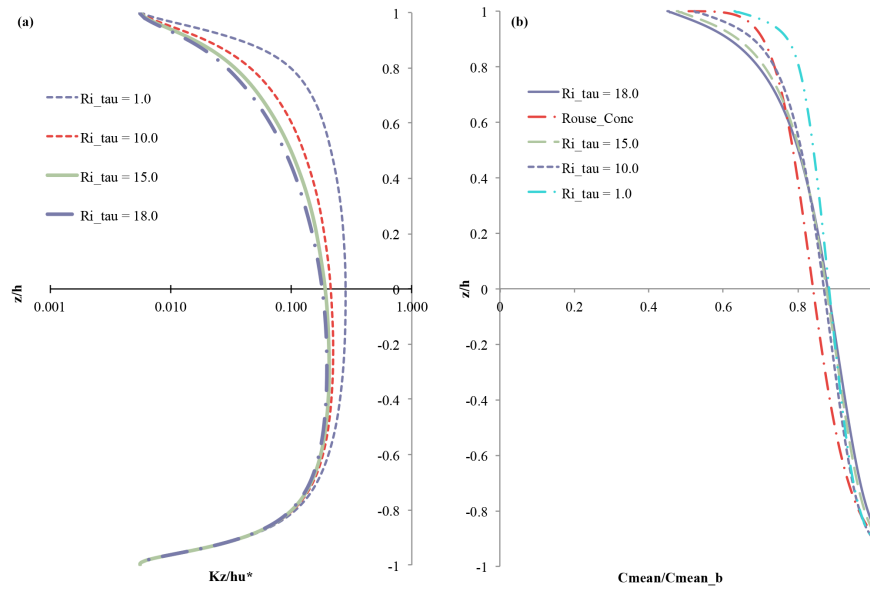 (a)
1
0.8
0.6
0.4
0.2
0
-0.2
-0.4
-0.6
-0.8
-1
z/h
0.001
0.010
0.100
1.000
Ri_tau = 1.0
Ri_tau = 10.0
Ri_tau = 15.0
Ri_tau = 18.0
Kz/hu*
(b)
1
0.8
0.6
0.4
0.2
0
-0.2
-0.4
-0.6
-0.8
-1
z/h
0
0.2
0.4
0.6
0.8
Ri_tau = 18.0
Rouse_Conc
Ri_tau = 15.0
Ri_tau = 10.0
Ri_tau = 1.0
Cmean/Cmean_b